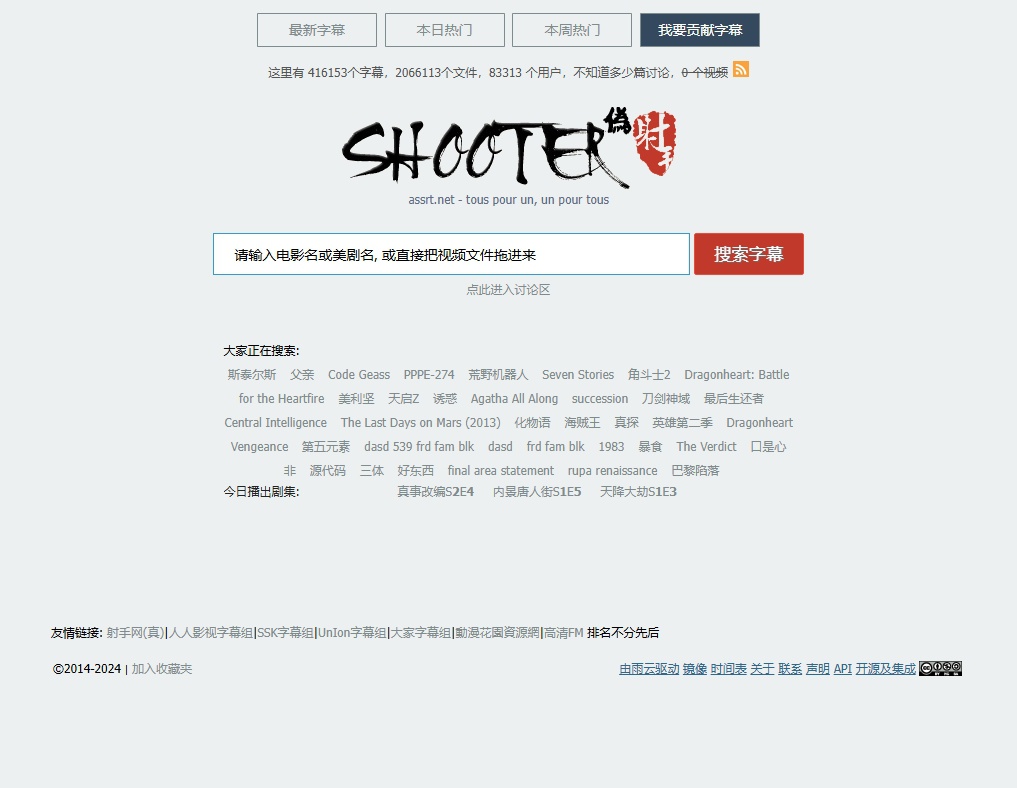 最新字幕 本日热门 本周热门 我要贡献字幕
这里有 416153个字幕，2066113个文件，83313 个用户，不知道多少篇讨论，0 个视频
SHOOTER 偽 射手
assrt.net - tous pour un, un pour tous
请输入电影名或美剧名, 或直接把视频文件拖进来 搜索字幕
点此进入讨论区
大家正在搜索:
斯泰尔斯 父亲 Code Geass PPPE-274 荒野机器人 Seven Stories 角斗士2 Dragonheart: Battle
for the Heartfire 美利坚 天启Z 诱惑 Agatha All Along succession 刀剑神域 最后生还者
Central Intelligence The Last Days on Mars (2013) 化物语 海贼王 真探 英雄第二季 Dragonheart
Vengeance 第五元素 dasd 539 frd fam blk dasd frd fam blk 1983 暴食 The Verdict 口是心
非 源代码 三体 好东西 final area statement rupa renaissance 巴黎陷落
今日播出剧集: 真事改编S2E4 内景唐人街S1E5 天降大劫S1E3
友情链接: 射手网(真)|人人影视字幕组|SSK字幕组|UnIon字幕组|大家字幕组|動漫花園資源網|高清FM 排名不分先后
©2014-2024 | 加入收藏夹 由雨云驱动 镜像 时间表 关于 联系 声明 API 开源及集成